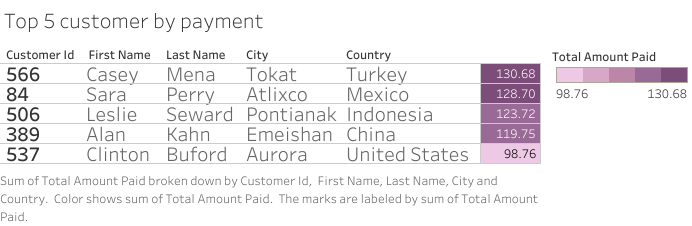 Top 5 customer by payment
Customer Id First Name Last Name City Country
566 Casey Mena Tokat Turkey 130.68
84 Sara Perry Atlixco Mexico 128.70
506 Leslie Seward Pontianak Indonesia 123.72
389 Alan Kahn Emeishan China 119.75
537 Clinton Buford Aurora United States 98.76
Total Amount Paid
98.76 130.68
Sum of Total Amount Paid broken down by Customer Id, First Name, Last Name, City and
Country. Color shows sum of Total Amount Paid. The marks are labeled by sum of Total Amount
Paid.